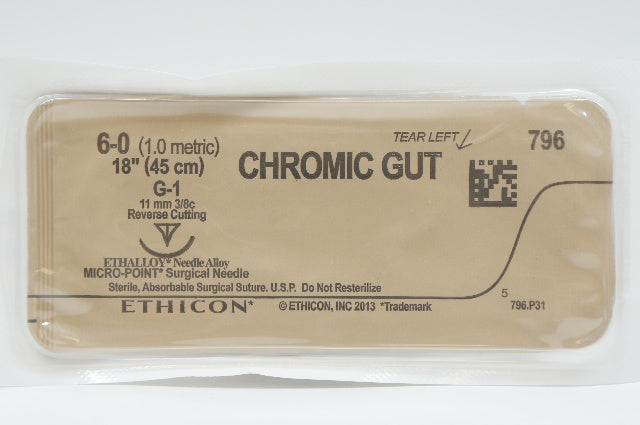 6-0 (1.0 metric)
18" (45 cm)
G-1
11 mm 3/8c
Reverse Cutting
ETHALLOY* Needle Alloy
MICRO-POINT* Surgical Needle
Sterile, Absorbable Surgical Suture. U.S.P. Do Not Resterilize
ETHICON*
© ETHICON, INC 2013 *Trademark
CHROMIC GUT
TEAR LEFT
796
5
796.P31